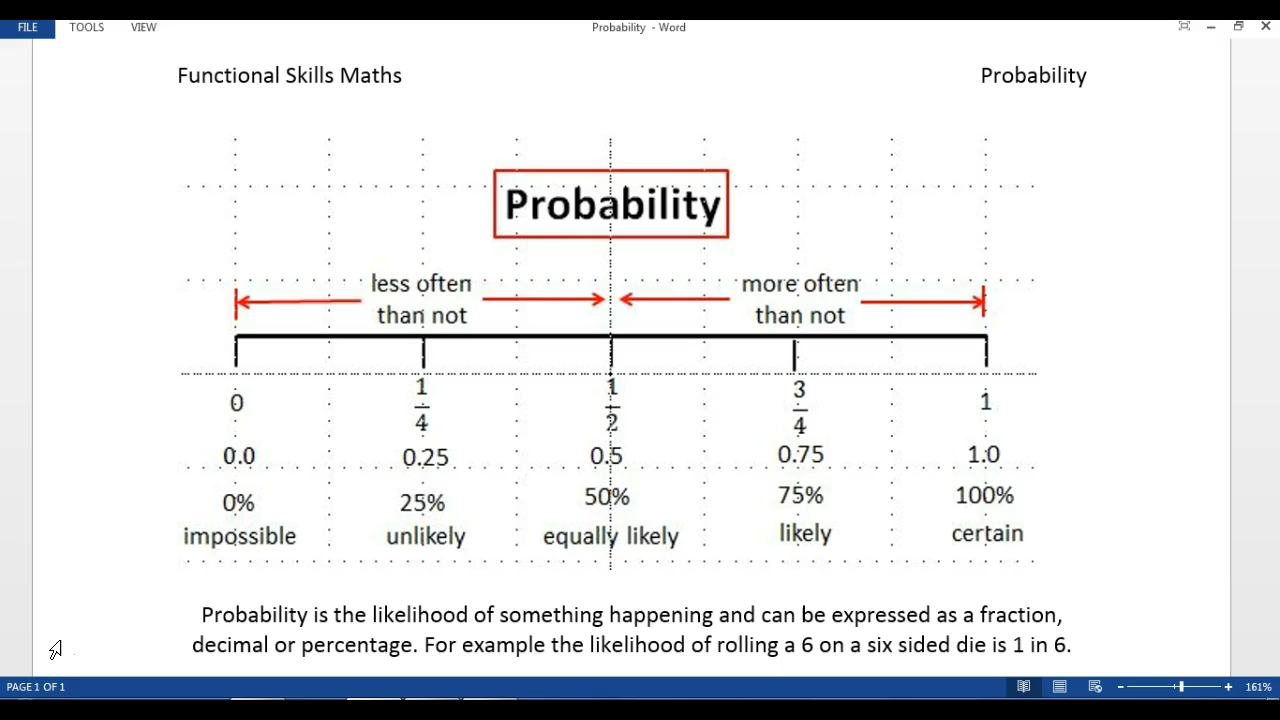 FILE TOOLS VIEW Probability - Word
Functional Skills Maths Probability
Probability
less often more often
than not than not
0 1/4 1/2 3/4 1
0.0 0.25 0.5 0.75 1.0
0% 25% 50% 75% 100%
impossible unlikely equally likely likely certain
Probability is the likelihood of something happening and can be expressed as a fraction,
decimal or percentage. For example the likelihood of rolling a 6 on a six sided die is 1 in 6.
PAGE 1 OF 1 161%